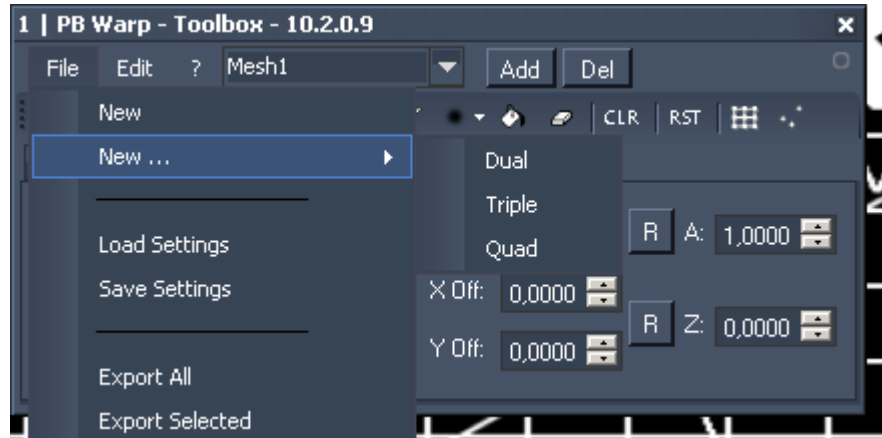 1 | PB Warp - Toolbox - 10.2.0.9
File Edit ? Mesh1 Add Del
New CLR RST
New ... Dual
Triple
R A: 1,0000
Quad
Load Settings
Save Settings X Off: 0,0000
R Z: 0,0000
Y Off: 0,0000
Export All
Export Selected